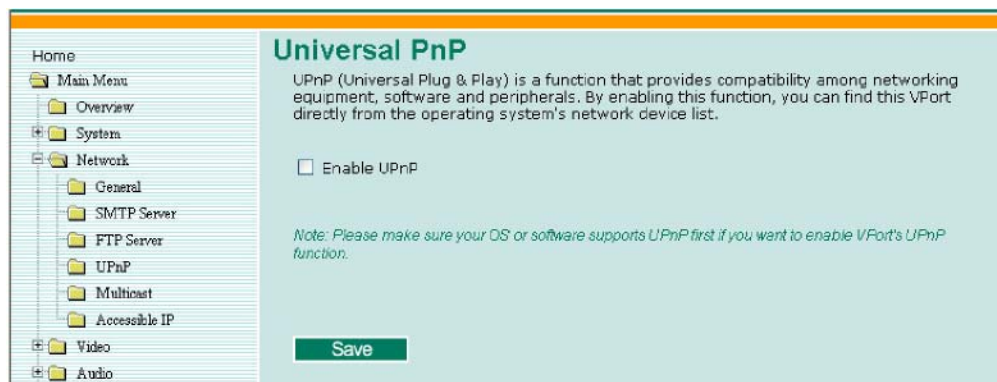 Home
Main Menu
Overview
System
Network
General
SMTP Server
FTP Server
UPnP
Multicast
Accessible IP
Video
Audio
Universal PnP
UPnP (Universal Plug & Play) is a function that provides compatibility among networking
equipment, software and peripherals. By enabling this function, you can find this VPort
directly from the operating system's network device list.
Enable UPnP
Note: Please make sure your OS or software supports UPnP first if you want to enable VPort's UPnP
function.
Save